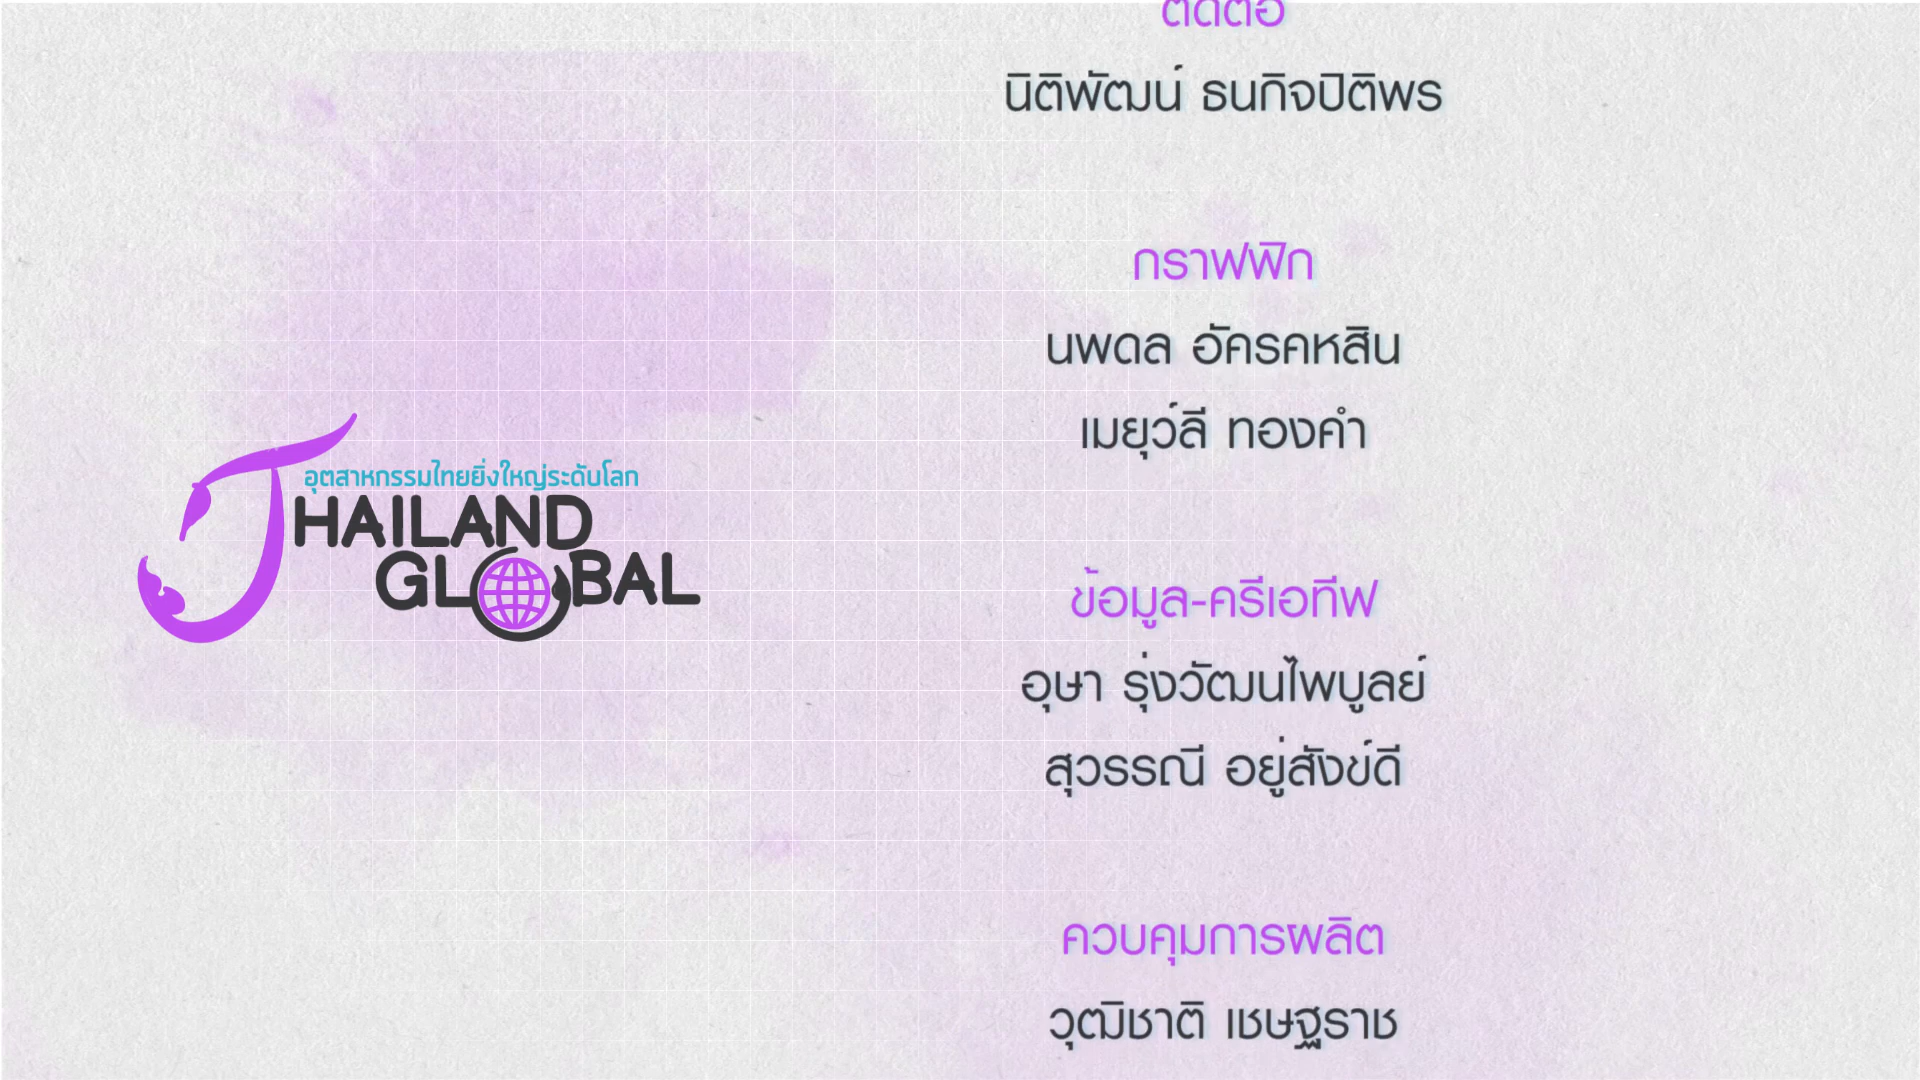 อุตสาหกรรมไทยยิ่งใหญ่ระดับโลก
THAILAND
GLOBAL
ตัดต่อ
นิติพัฒน์ ธนกิจปิติพร
กราฟฟิก
นพดล อัครคหสิน
เมยุว์ลี ทองคำ
ข้อมูล-ครีเอทีฟ
อุษา รุ่งวัฒนไพบูลย์
สุวรรณี อยู่สังข์ดี
ควบคุมการผลิต
วุฒิชาติ เชษฐราช